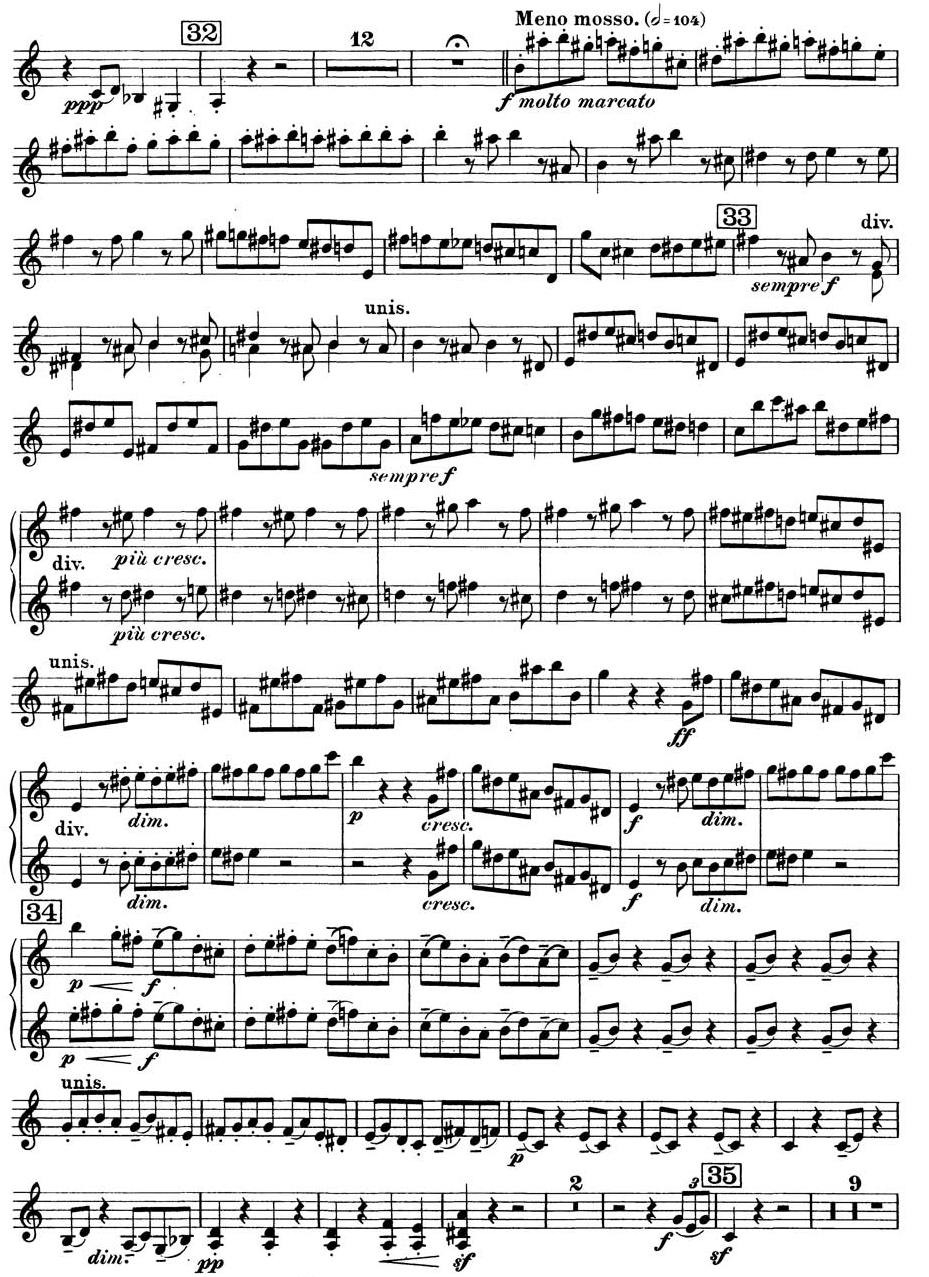 32 12 Meno mosso. (𝅗𝅥=104)
ppp f molto marcato
33 div.
sempre f
unis.
sempre f
più cresc.
div.
più cresc.
unis.
ff
dim. p cresc. f dim.
div.
dim. cresc. f dim.
34
p f
p f
unis.
p
2 3 35 9
dim. pp sf f sf